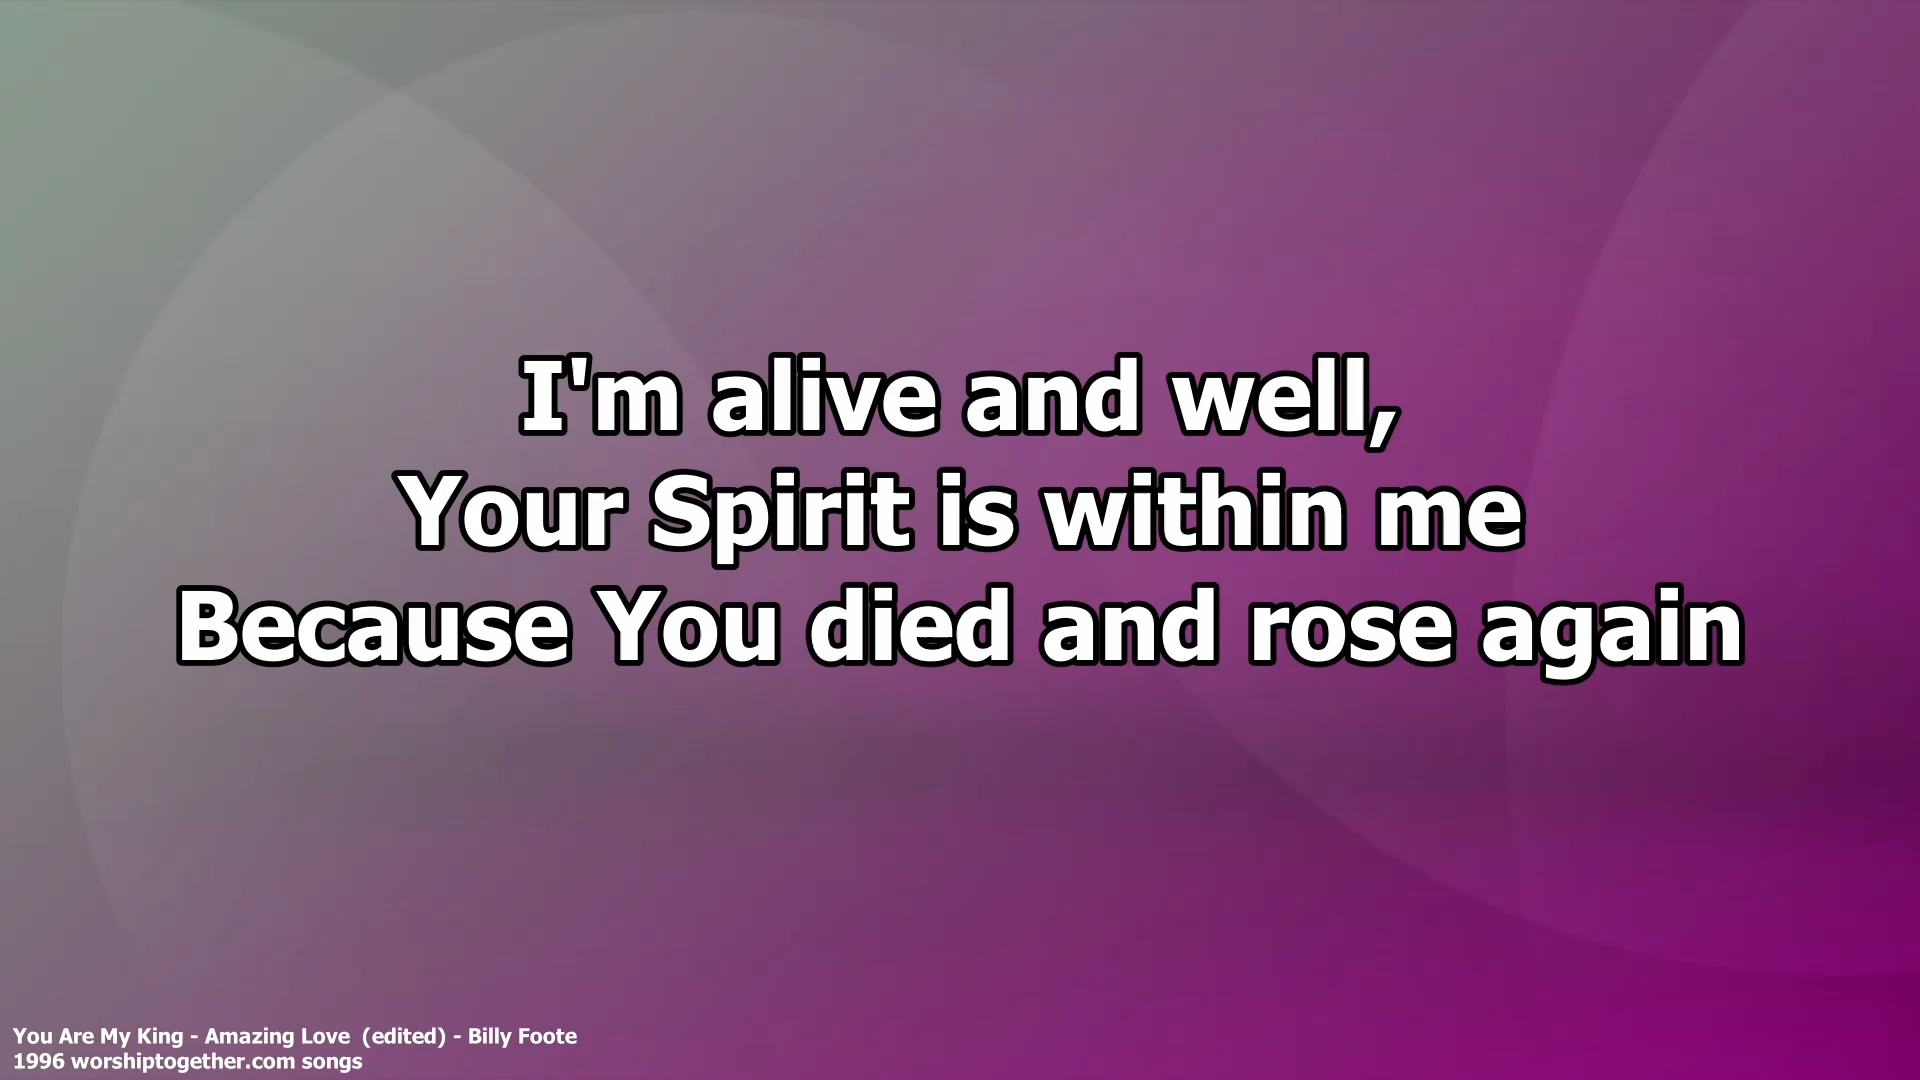 I'm alive and well,
Your Spirit is within me
Because You died and rose again
You Are My King - Amazing Love  (edited) - Billy Foote
1996 worshiptogether.com songs